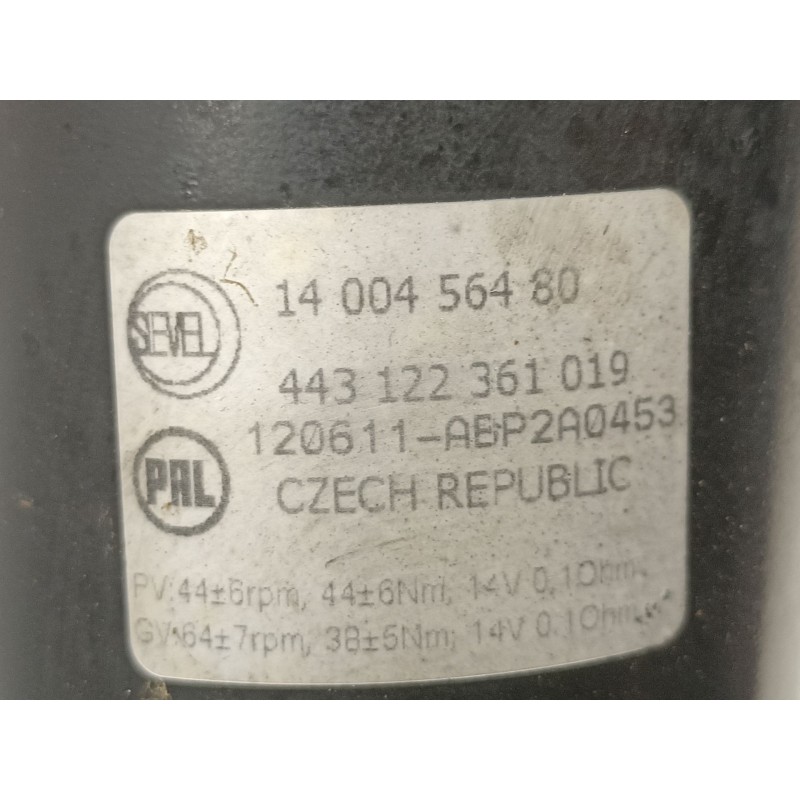 SEVEL
14 004 564 80
443 122 361 019
120611-ABP2A0453
PAL
CZECH REPUBLIC
PV:44±6rpm, 44±6Nm; 14V 0,1Ohm
GV:64±7rpm, 38±5Nm; 14V 0,1Ohm